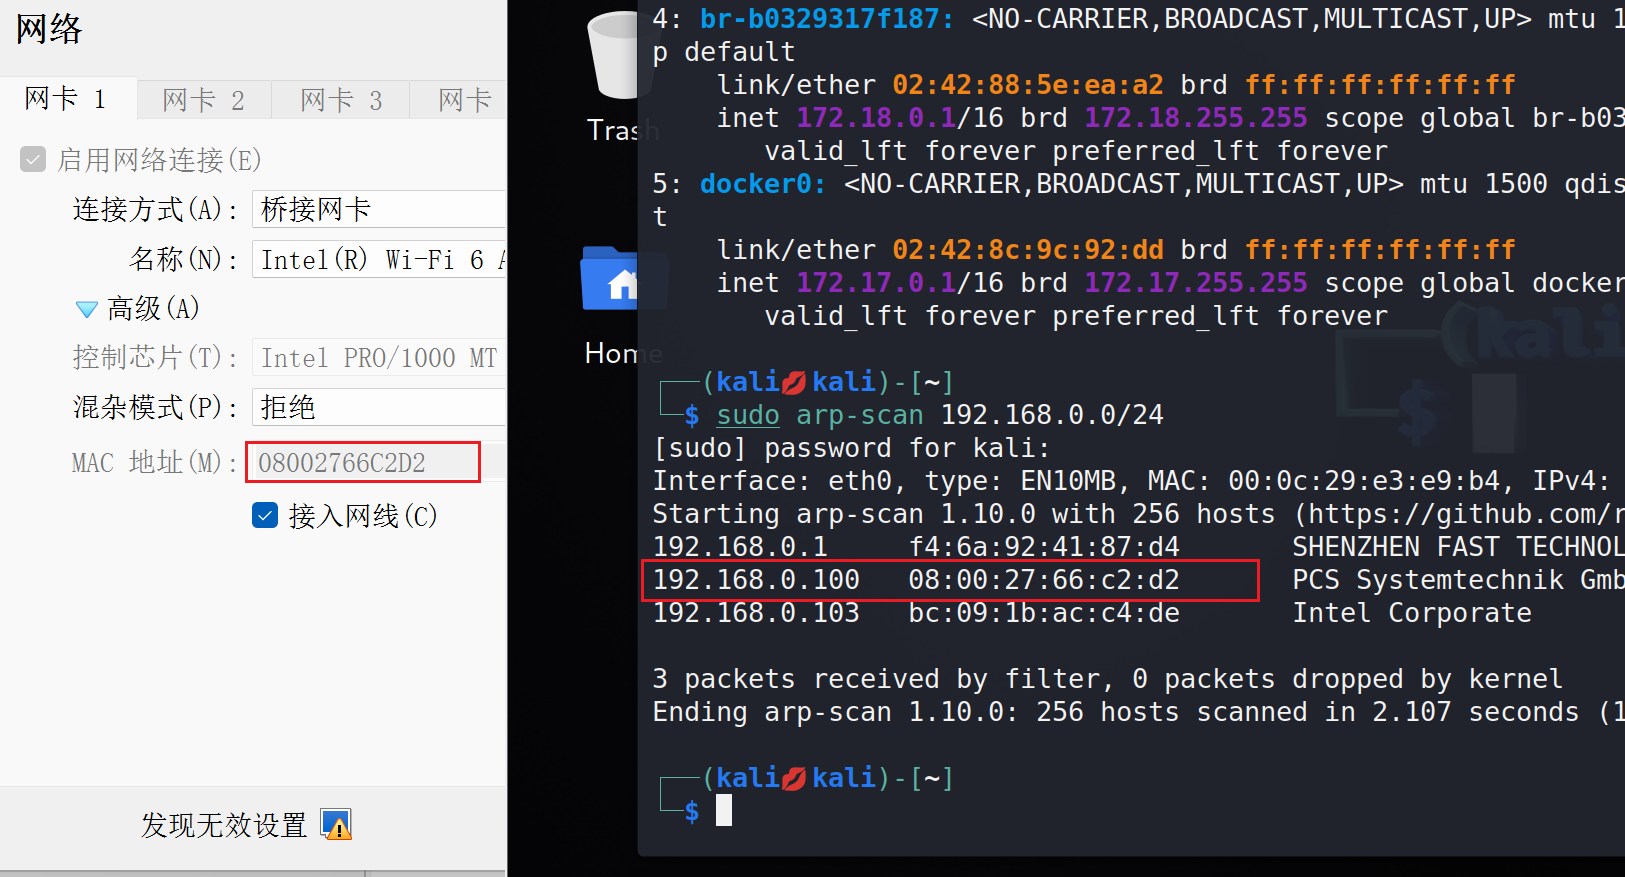 网络
网卡 1 网卡 2 网卡 3 网卡
启用网络连接(E)
连接方式(A): 桥接网卡
名称(N): Intel(R) Wi-Fi 6 A
高级(A)
控制芯片(T): Intel PRO/1000 MT
混杂模式(P): 拒绝
MAC 地址(M): 08002766C2D2
接入网线(C)
发现无效设置
Trash
Home
4: br-b0329317f187: <NO-CARRIER,BROADCAST,MULTICAST,UP> mtu 1
p default
link/ether 02:42:88:5e:ea:a2 brd ff:ff:ff:ff:ff:ff
inet 172.18.0.1/16 brd 172.18.255.255 scope global br-b03
valid_lft forever preferred_lft forever
5: docker0: <NO-CARRIER,BROADCAST,MULTICAST,UP> mtu 1500 qdis
t
link/ether 02:42:8c:9c:92:dd brd ff:ff:ff:ff:ff:ff
inet 172.17.0.1/16 brd 172.17.255.255 scope global docker
valid_lft forever preferred_lft forever
(kali💋kali)-[~]
$ sudo arp-scan 192.168.0.0/24
[sudo] password for kali:
Interface: eth0, type: EN10MB, MAC: 00:0c:29:e3:e9:b4, IPv4:
Starting arp-scan 1.10.0 with 256 hosts (https://github.com/r
192.168.0.1 f4:6a:92:41:87:d4 SHENZHEN FAST TECHNOL
192.168.0.100 08:00:27:66:c2:d2 PCS Systemtechnik Gmb
192.168.0.103 bc:09:1b:ac:c4:de Intel Corporate
3 packets received by filter, 0 packets dropped by kernel
Ending arp-scan 1.10.0: 256 hosts scanned in 2.107 seconds (1
(kali💋kali)-[~]
$
(kali
$